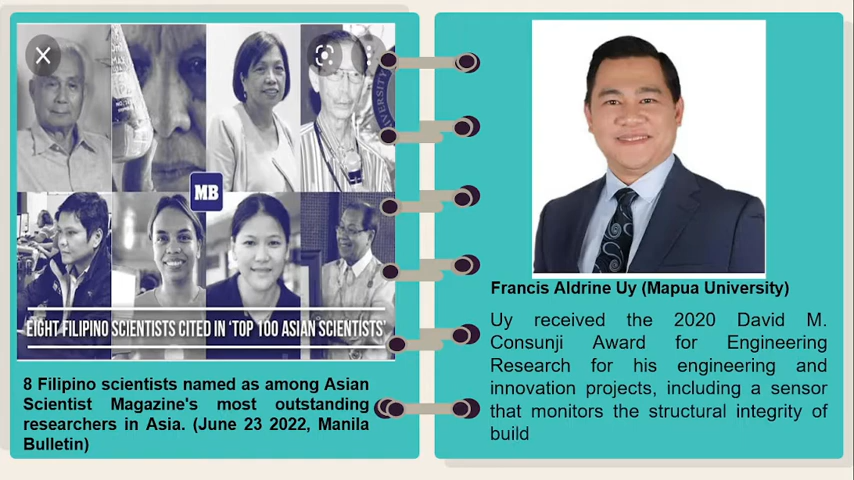 MB
EIGHT FILIPINO SCIENTISTS CITED IN 'TOP 100 ASIAN SCIENTISTS'
8 Filipino scientists named as among Asian
Scientist Magazine's most outstanding
researchers in Asia. (June 23 2022, Manila
Bulletin)
Francis Aldrine Uy (Mapua University)
Uy received the 2020 David M.
Consunji Award for Engineering
Research for his engineering and
innovation projects, including a sensor
that monitors the structural integrity of
build